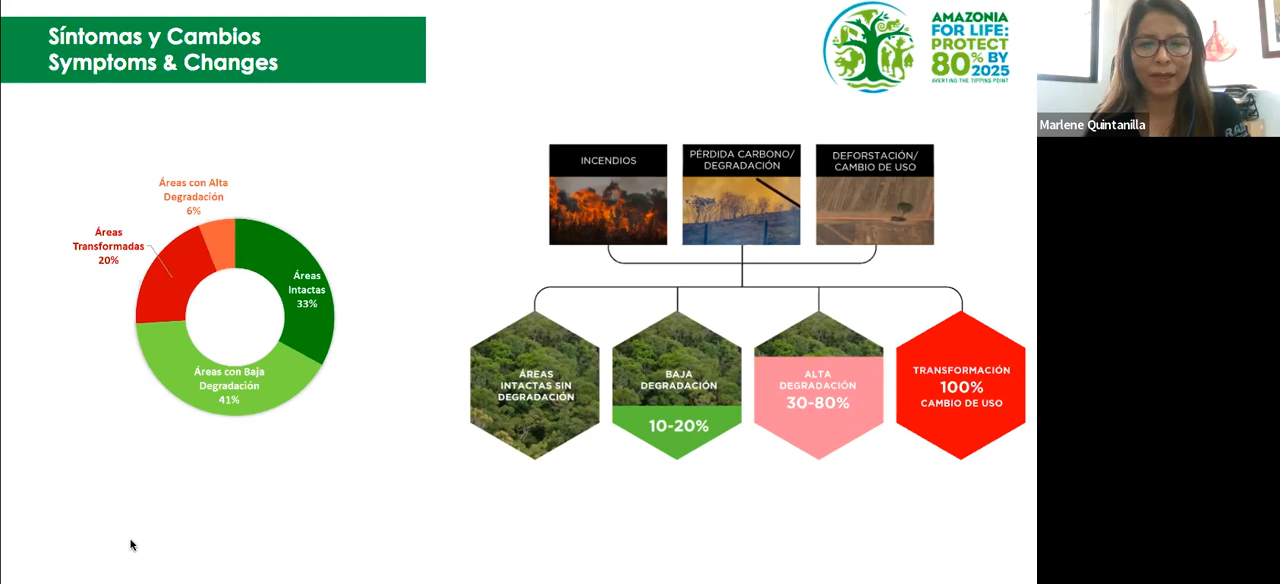 Síntomas y Cambios
Symptoms & Changes
AMAZONIA
FOR LIFE:
PROTECT
80% BY
2025
AVERTING THE TIPPING POINT
Marlene Quintanilla
Áreas con Alta
Degradación
6%
Áreas
Transformadas
20%
Áreas
Intactas
33%
Áreas con Baja
Degradación
41%
INCENDIOS
PÉRDIDA CARBONO/
DEGRADACIÓN
DEFORSTACIÓN/
CAMBIO DE USO
ÁREAS
INTACTAS SIN
DEGRADACIÓN
BAJA
DEGRADACIÓN
10-20%
ALTA
DEGRADACIÓN
30-80%
TRANSFORMACIÓN
100%
CAMBIO DE USO